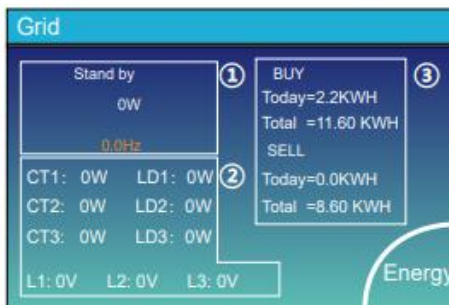 Grid
Stand by
0W
0.0Hz
①
CT1: 0W LD1: 0W
CT2: 0W LD2: 0W
CT3: 0W LD3: 0W
L1: 0V L2: 0V L3: 0V
②
BUY
Today=2.2KWH
Total =11.60 KWH
SELL
Today=0.0KWH
Total =8.60 KWH
③
Energy